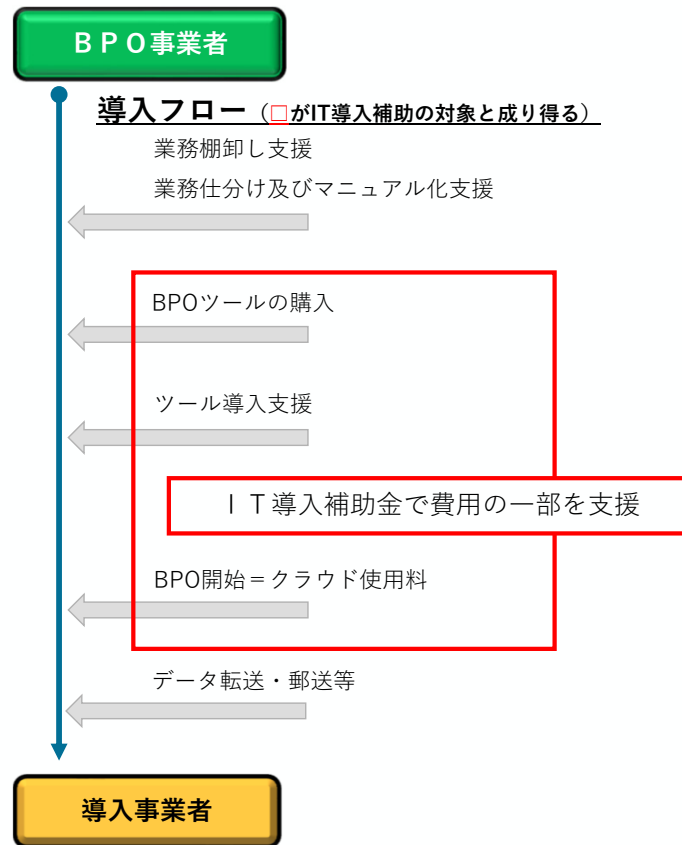 ＢＰＯ事業者
導入フロー（□がIT導入補助の対象と成り得る）
業務棚卸し支援
業務仕分け及びマニュアル化支援
BPOツールの購入
ツール導入支援
ＩＴ導入補助金で費用の一部を支援
BPO開始＝クラウド使用料
データ転送・郵送等
導入事業者